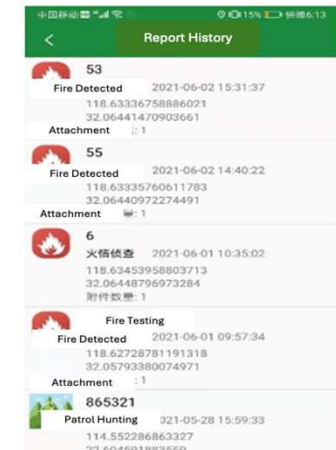 中国移动 15% 傍晚6:13
< Report History
53
Fire Detected 2021-06-02 15:31:37
118.63336758886021
32.06441470903661
Attachment : 1
55
Fire Detected 2021-06-02 14:40:22
118.63335760611783
32.06440972274491
Attachment 量: 1
6
火情侦查 2021-06-01 10:35:02
118.63453958803713
32.06448796973284
附件数量: 1
Fire Testing
Fire Detected 2021-06-01 09:57:34
118.62728781191318
32.05793380074971
Attachment : 1
865321
Patrol Hunting 2021-05-28 15:59:33
114.552286863327